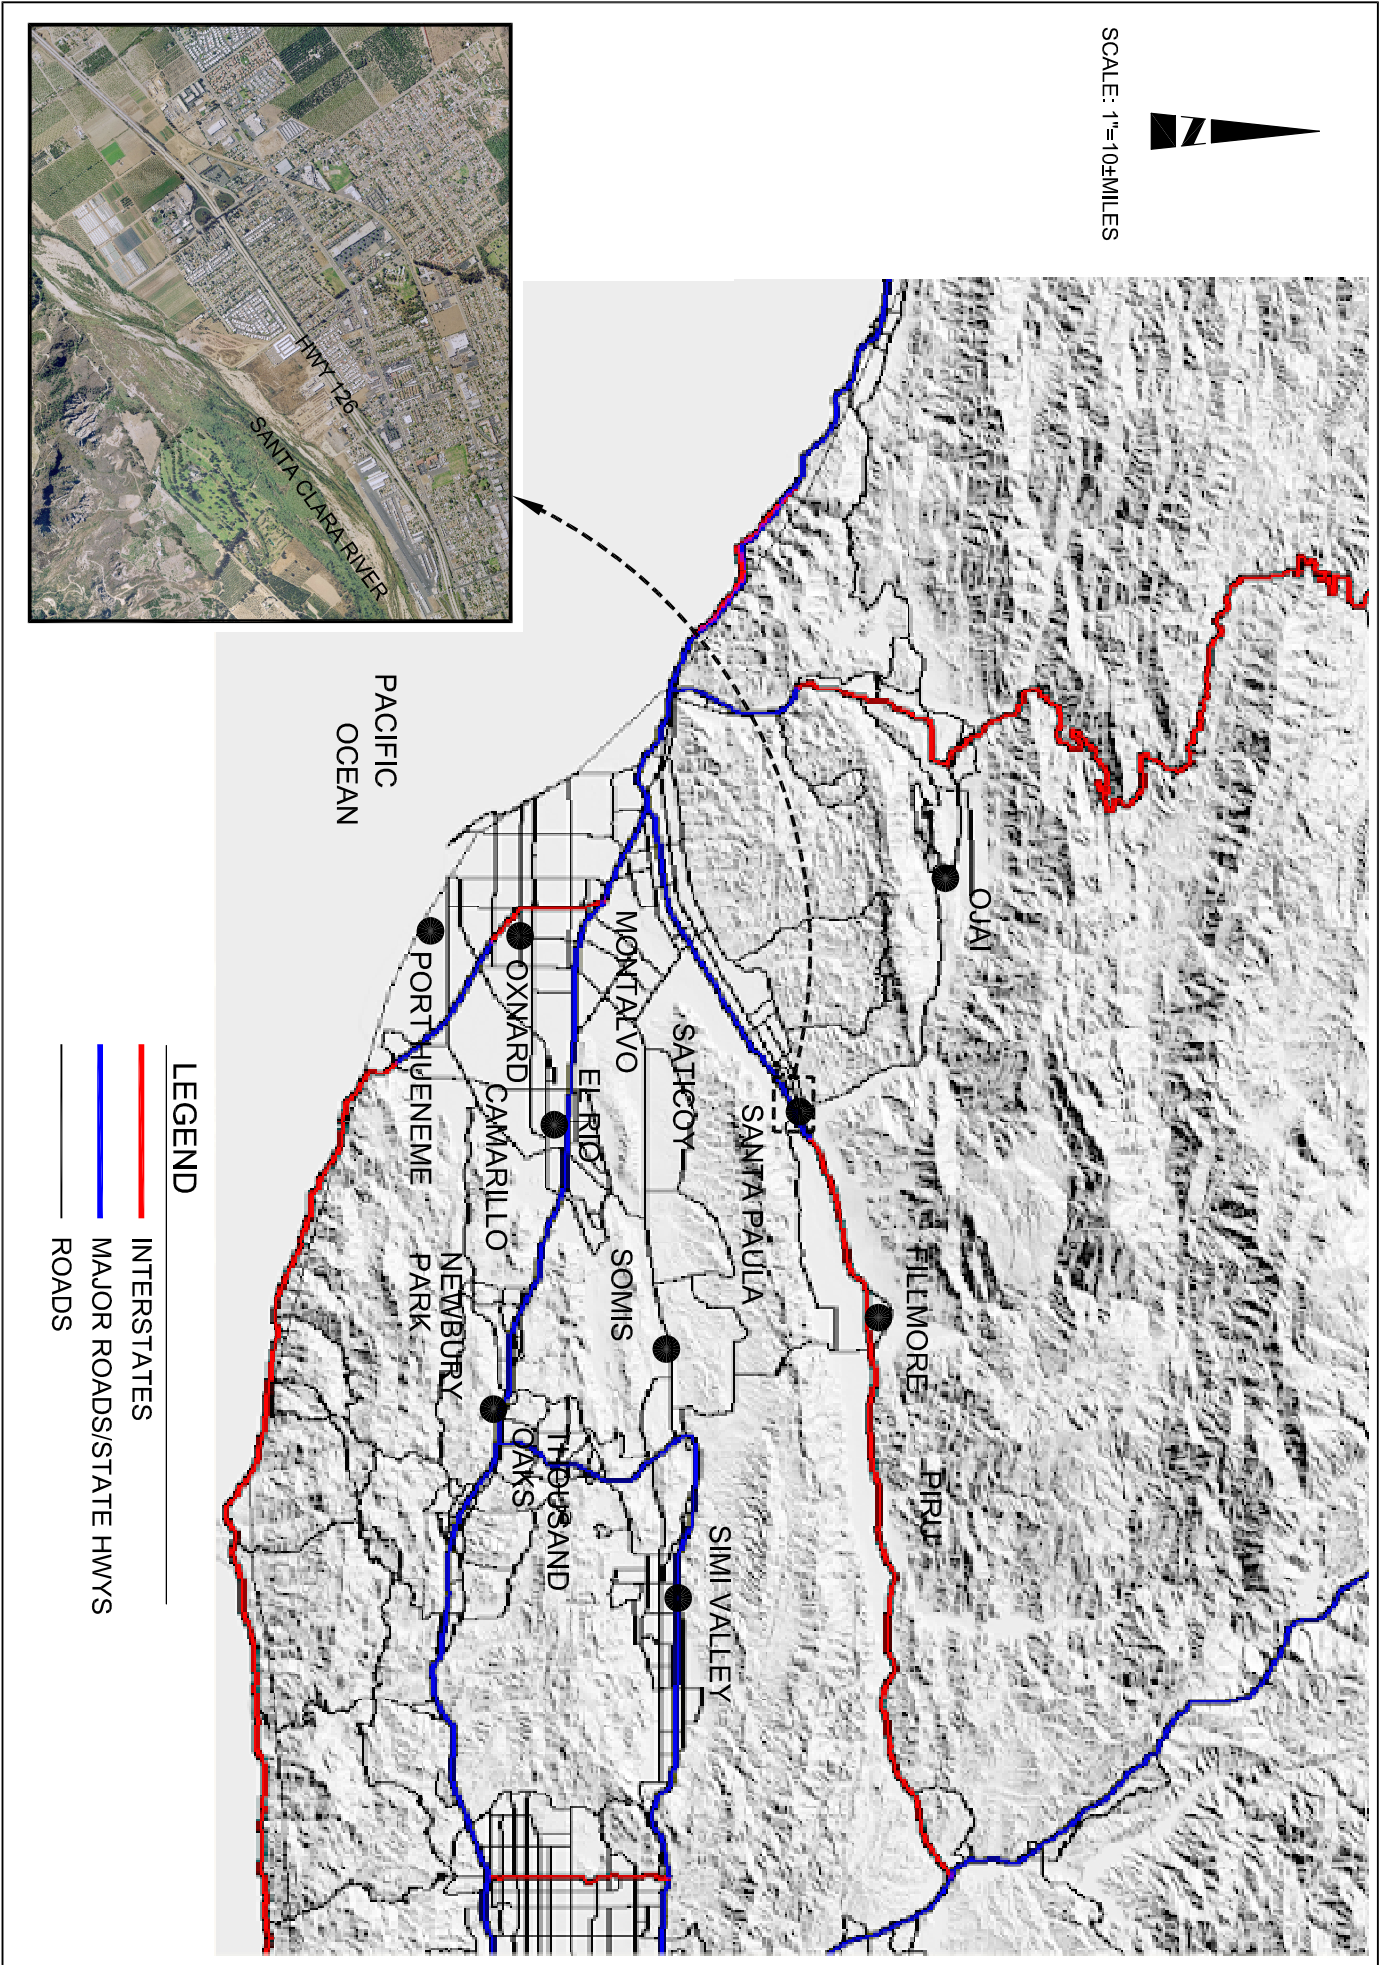 SCALE: 1"=10±MILES
OJAI
FILLMORE
PIRU
SANTA PAULA
SATICOY
MONTALVO
SIMI VALLEY
SOMIS
EL RIO
OXNARD
CAMARILLO
THOUSAND
OAKS
PORT HUENEME
NEWBURY
PARK
PACIFIC
OCEAN
HWY 126
SANTA CLARA RIVER
LEGEND
INTERSTATES
MAJOR ROADS/STATE HWYS
ROADS